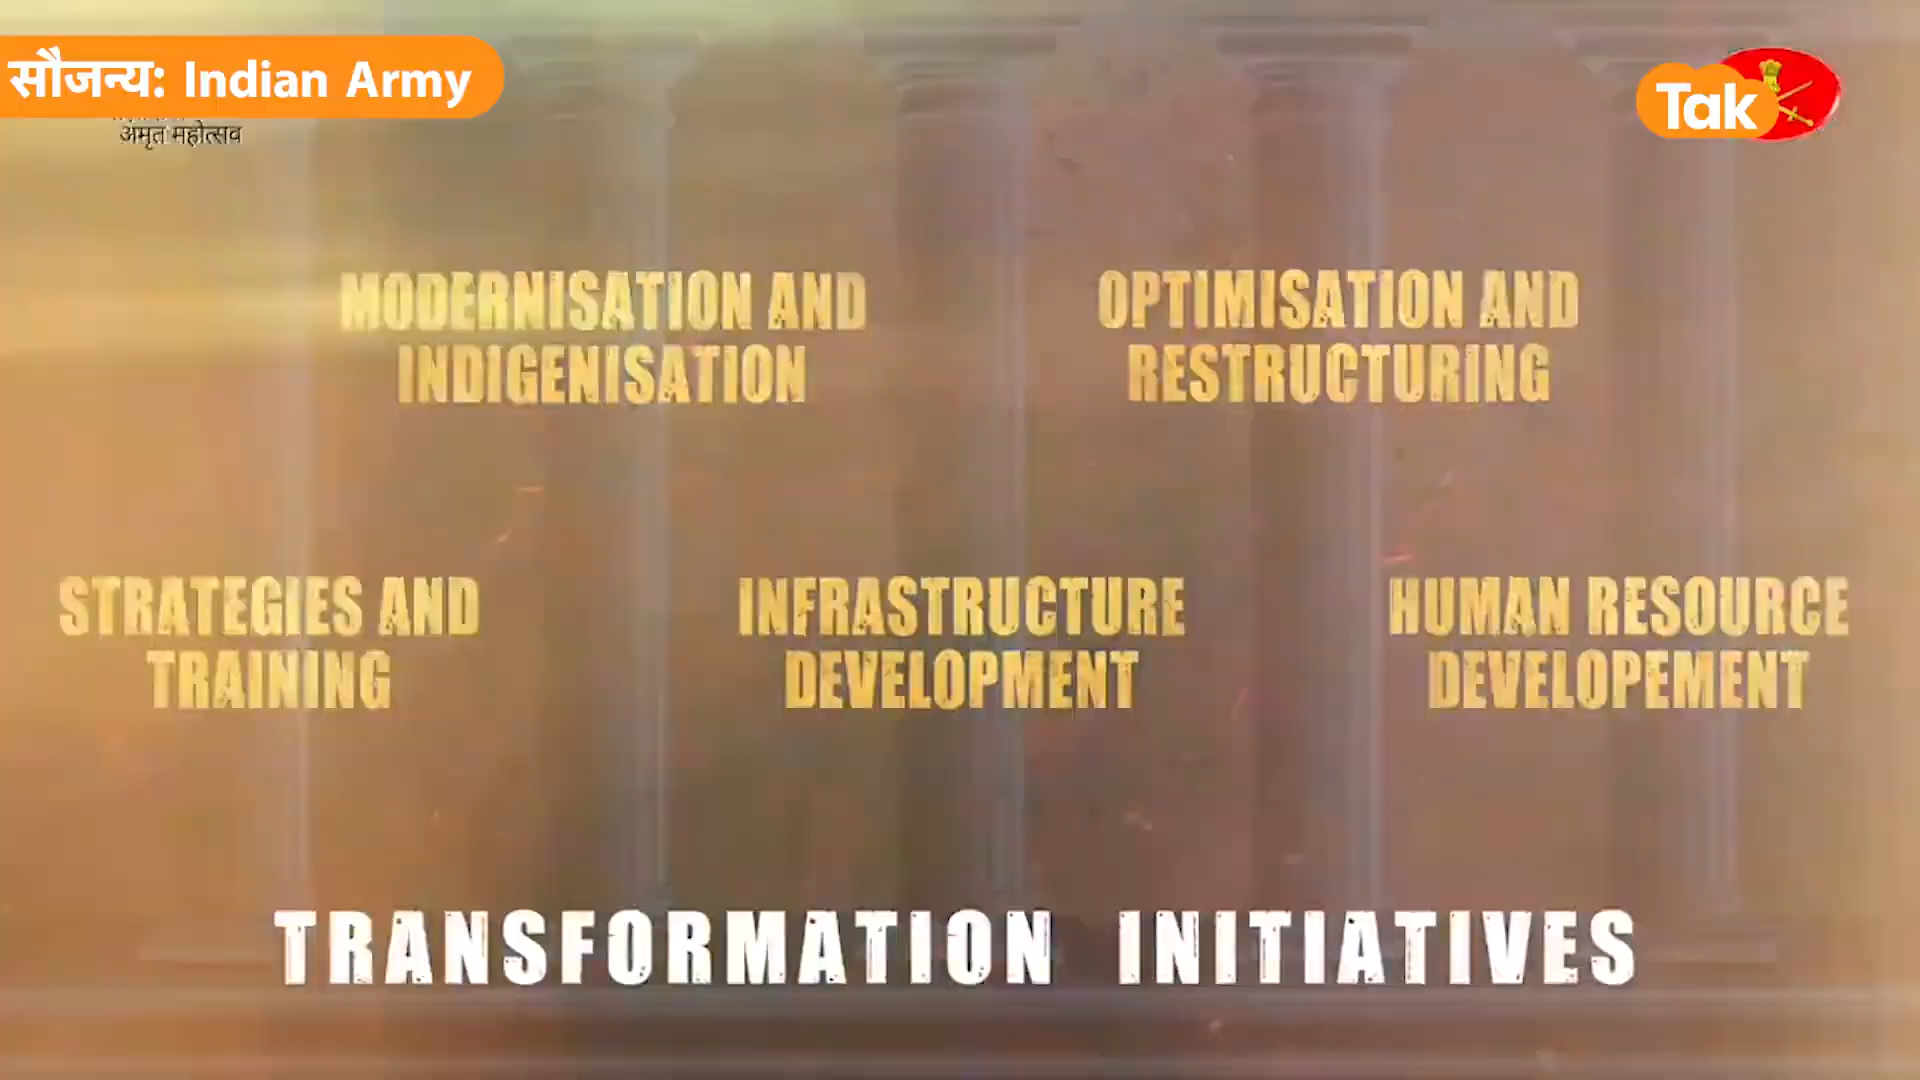 सौजन्य: Indian Army
Tak
अमृत महोत्सव
MODERNISATION AND
INDIGENISATION
OPTIMISATION AND
RESTRUCTURING
STRATEGIES AND
TRAINING
INFRASTRUCTURE
DEVELOPMENT
HUMAN RESOURCE
DEVELOPEMENT
TRANSFORMATION INITIATIVES